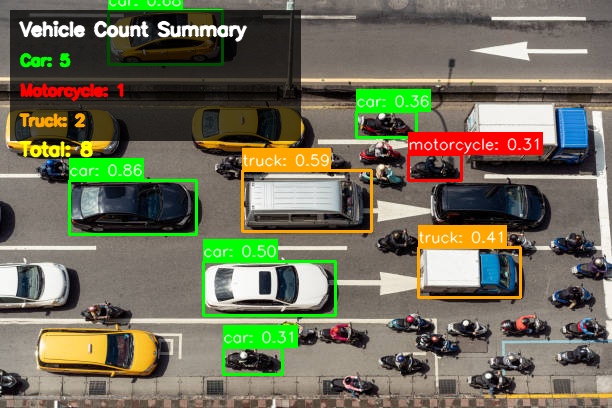 car: 0.68
Vehicle Count Summary
Car: 5
Motorcycle: 1
Truck: 2
Total: 8
car: 0.36
motorcycle: 0.31
truck: 0.59
car: 0.86
truck: 0.41
car: 0.50
car: 0.31